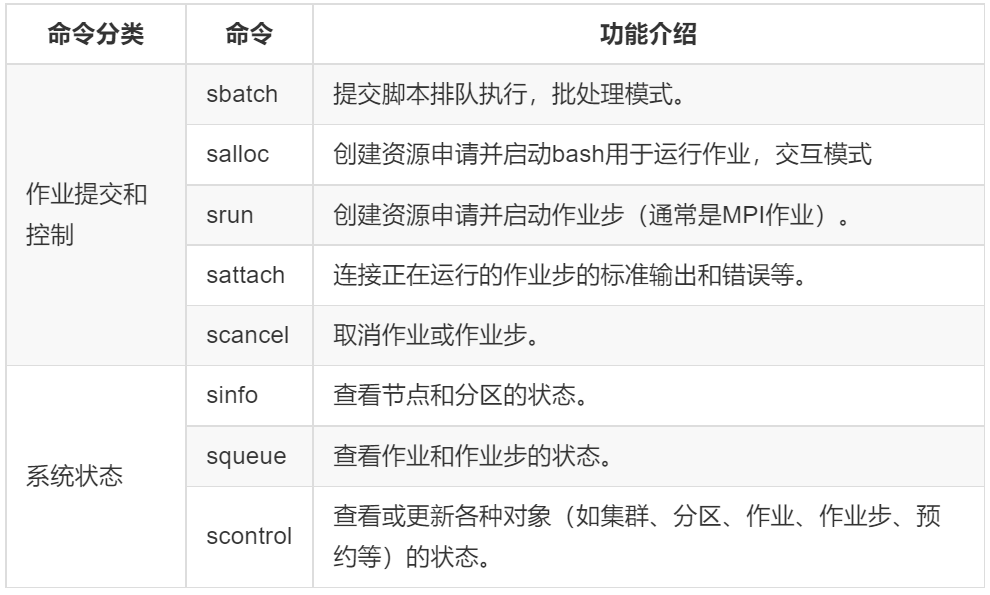 命令分类 命令 功能介绍
作业提交和
控制
sbatch 提交脚本排队执行，批处理模式。
salloc 创建资源申请并启动bash用于运行作业，交互模式
srun 创建资源申请并启动作业步（通常是MPI作业）。
sattach 连接正在运行的作业步的标准输出和错误等。
scancel 取消作业或作业步。
系统状态
sinfo 查看节点和分区的状态。
squeue 查看作业和作业步的状态。
scontrol 查看或更新各种对象（如集群、分区、作业、作业步、预
约等）的状态。